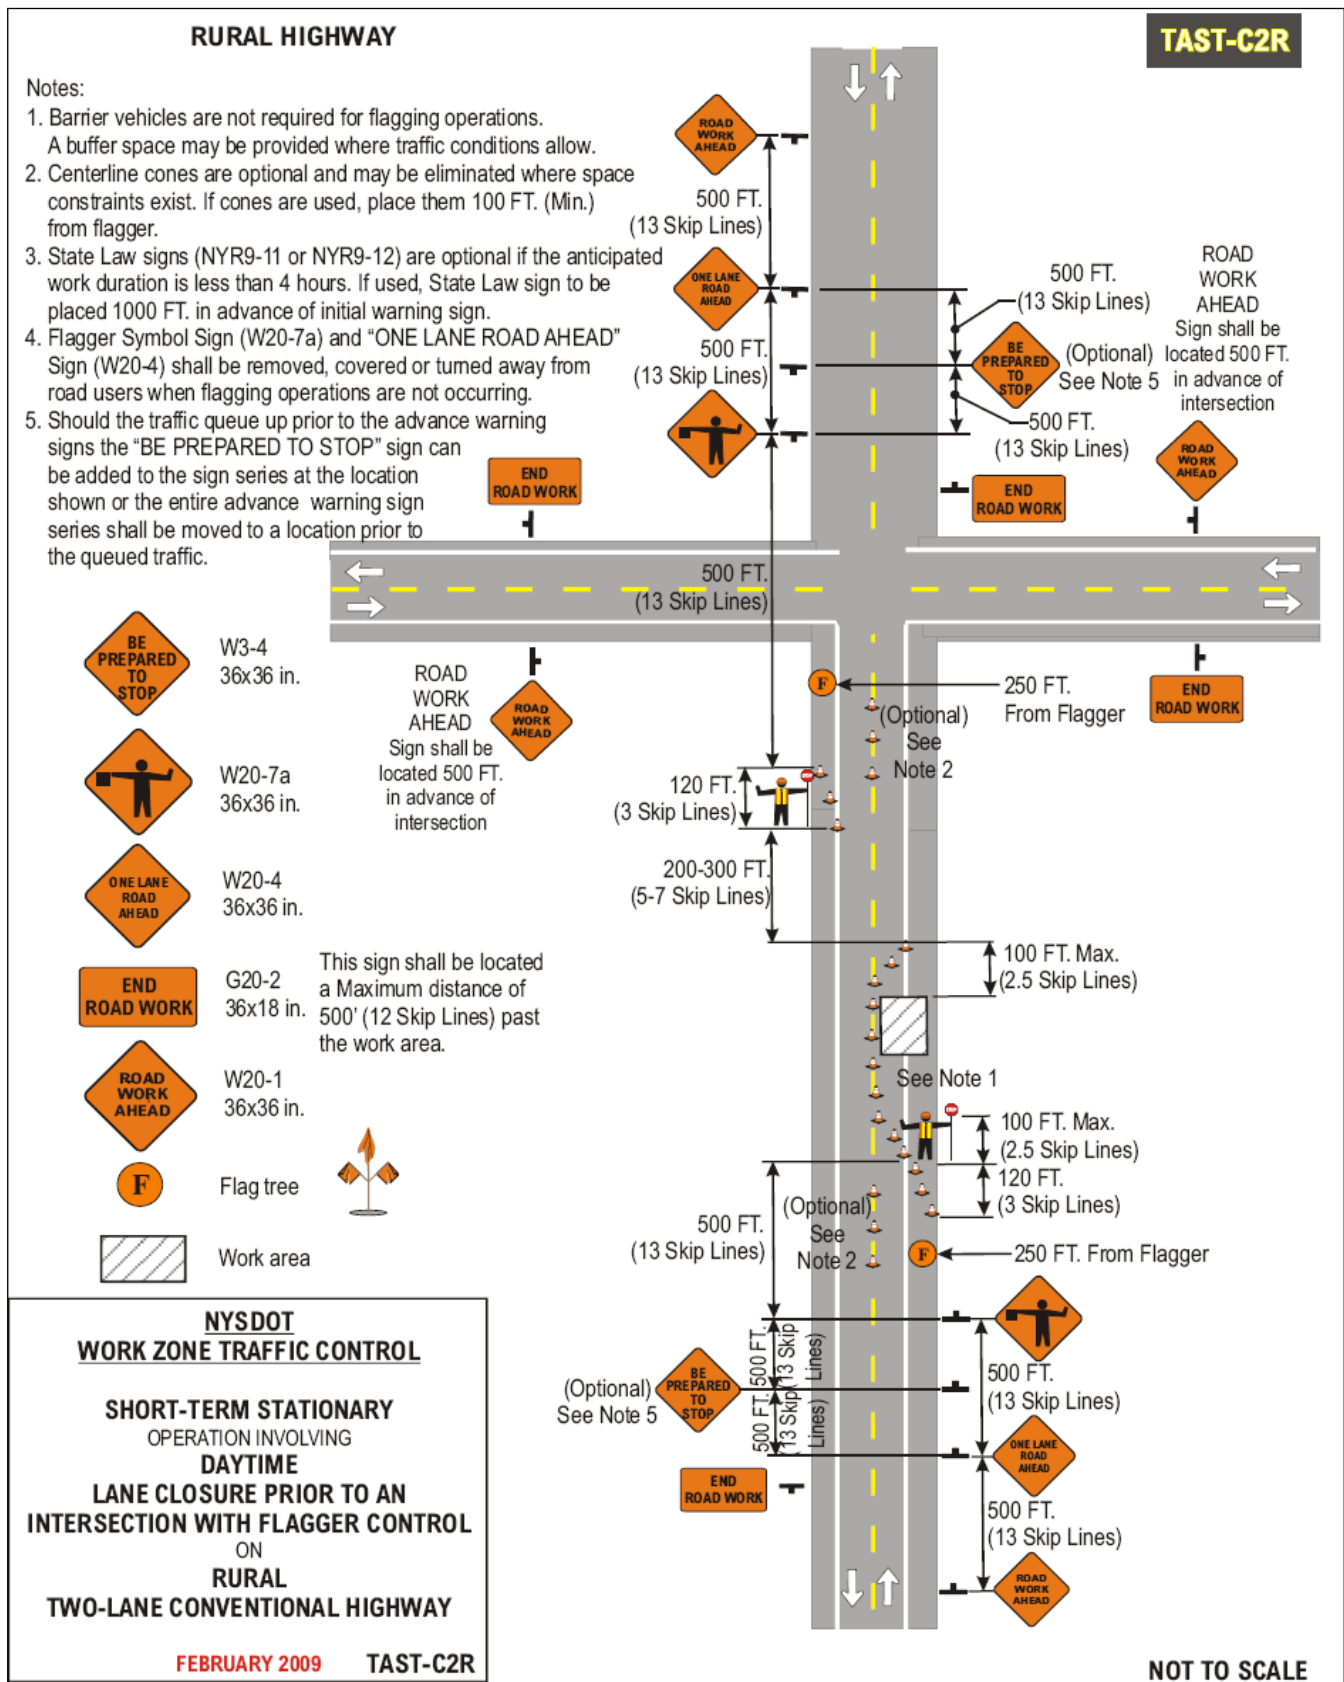 RURAL HIGHWAY
TAST-C2R
Notes:
1. Barrier vehicles are not required for flagging operations.
A buffer space may be provided where traffic conditions allow.
2. Centerline cones are optional and may be eliminated where space
constraints exist. If cones are used, place them 100 FT. (Min.)
from flagger.
3. State Law signs (NYR9-11 or NYR9-12) are optional if the anticipated
work duration is less than 4 hours. If used, State Law sign to be
placed 1000 FT. in advance of initial warning sign.
4. Flagger Symbol Sign (W20-7a) and “ONE LANE ROAD AHEAD”
Sign (W20-4) shall be removed, covered or turned away from
road users when flagging operations are not occurring.
5. Should the traffic queue up prior to the advance warning
signs the “BE PREPARED TO STOP” sign can
be added to the sign series at the location
shown or the entire advance warning sign
series shall be moved to a location prior to
the queued traffic.
ROAD
WORK
AHEAD
500 FT.
(13 Skip Lines)
ONE LANE
ROAD
AHEAD
500 FT.
(13 Skip Lines)
500 FT.
(13 Skip Lines)
BE
PREPARED
TO
STOP
(Optional)
See Note 5
500 FT.
(13 Skip Lines)
ROAD
WORK
AHEAD
Sign shall be
located 500 FT.
in advance of
intersection
ROAD
WORK
AHEAD
END
ROAD WORK
END
ROAD WORK
500 FT.
(13 Skip Lines)
ROAD
WORK
AHEAD
Sign shall be
located 500 FT.
in advance of
intersection
ROAD
WORK
AHEAD
F
250 FT.
From Flagger
END
ROAD WORK
(Optional)
See
Note 2
120 FT.
(3 Skip Lines)
STOP
200-300 FT.
(5-7 Skip Lines)
100 FT. Max.
(2.5 Skip Lines)
See Note 1
STOP
100 FT. Max.
(2.5 Skip Lines)
120 FT.
(3 Skip Lines)
500 FT.
(13 Skip Lines)
(Optional)
See
Note 2
F
250 FT. From Flagger
500 FT.
(13 Skip
Lines)
(Optional)
See Note 5
BE
PREPARED
TO
STOP
500 FT.
(13 Skip
Lines)
500 FT.
(13 Skip Lines)
ONE LANE
ROAD
AHEAD
END
ROAD WORK
500 FT.
(13 Skip Lines)
ROAD
WORK
AHEAD
BE
PREPARED
TO
STOP
W3-4
36x36 in.
W20-7a
36x36 in.
ONE LANE
ROAD
AHEAD
W20-4
36x36 in.
END
ROAD WORK
G20-2
36x18 in.
This sign shall be located
a Maximum distance of
500’ (12 Skip Lines) past
the work area.
ROAD
WORK
AHEAD
W20-1
36x36 in.
F
Flag tree
Work area
NYSDOT
WORK ZONE TRAFFIC CONTROL
SHORT-TERM STATIONARY
OPERATION INVOLVING
DAYTIME
LANE CLOSURE PRIOR TO AN
INTERSECTION WITH FLAGGER CONTROL
ON
RURAL
TWO-LANE CONVENTIONAL HIGHWAY
FEBRUARY 2009 TAST-C2R
NOT TO SCALE